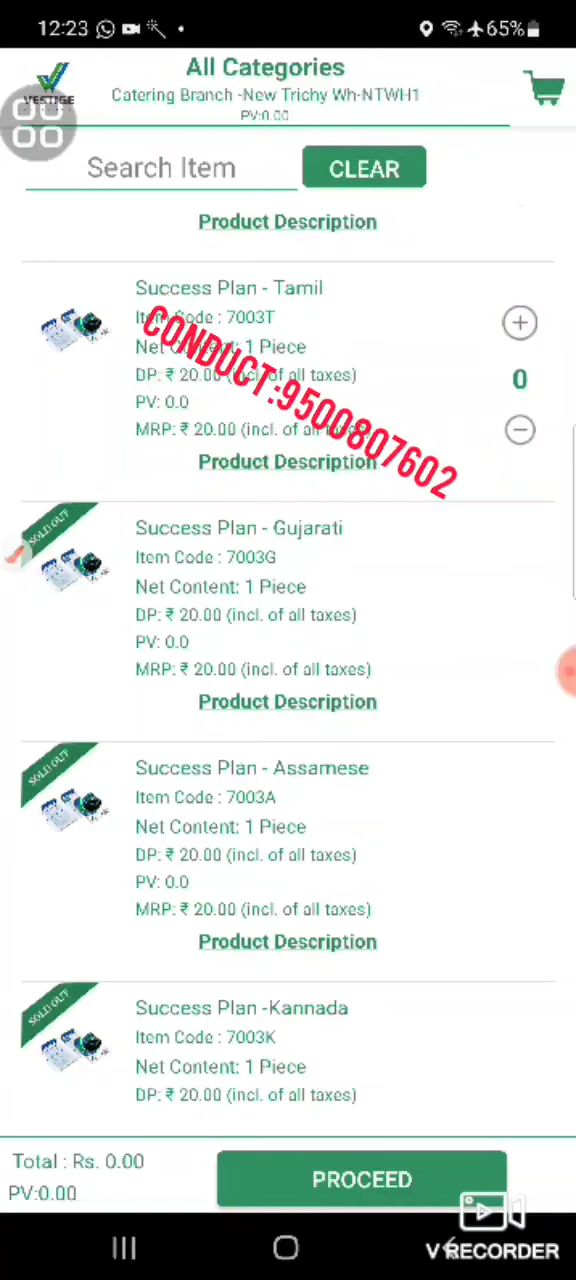 12:23
65%
All Categories
VESTIGE
Catering Branch -New Trichy Wh-NTWH1
PV:0.00
Search Item
CLEAR
Product Description
Success Plan - Tamil
Item Code : 7003T
Net Content: 1 Piece
DP: ₹ 20.00 (incl. of all taxes)
PV: 0.0
MRP: ₹ 20.00 (incl. of all taxes)
0
CONDUCT:9500807602
Product Description
SOLD OUT
Success Plan - Gujarati
Item Code : 7003G
Net Content: 1 Piece
DP: ₹ 20.00 (incl. of all taxes)
PV: 0.0
MRP: ₹ 20.00 (incl. of all taxes)
Product Description
SOLD OUT
Success Plan - Assamese
Item Code : 7003A
Net Content: 1 Piece
DP: ₹ 20.00 (incl. of all taxes)
PV: 0.0
MRP: ₹ 20.00 (incl. of all taxes)
Product Description
SOLD OUT
Success Plan -Kannada
Item Code : 7003K
Net Content: 1 Piece
DP: ₹ 20.00 (incl. of all taxes)
Total : Rs. 0.00
PV:0.00
PROCEED
V RECORDER